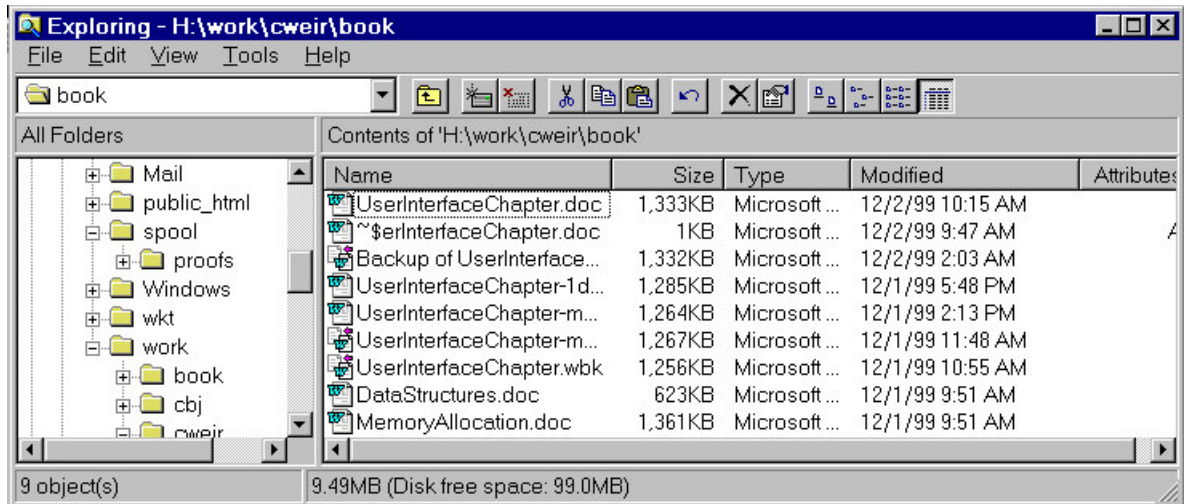 Exploring - H:\work\cweir\book
File Edit View Tools Help
book
All Folders
Contents of 'H:\work\cweir\book'
Mail
public_html
spool
proofs
Windows
wkt
work
book
cbj
cweir
Name Size Type Modified Attributes
UserInterfaceChapter.doc 1,333KB Microsoft ... 12/2/99 10:15 AM
~$erInterfaceChapter.doc 1KB Microsoft ... 12/2/99 9:47 AM A
Backup of UserInterface... 1,332KB Microsoft ... 12/2/99 2:03 AM
UserInterfaceChapter-1d... 1,285KB Microsoft ... 12/1/99 5:48 PM
UserInterfaceChapter-m... 1,264KB Microsoft ... 12/1/99 2:13 PM
UserInterfaceChapter-m... 1,267KB Microsoft ... 12/1/99 11:48 AM
UserInterfaceChapter.wbk 1,256KB Microsoft ... 12/1/99 10:55 AM
DataStructures.doc 623KB Microsoft ... 12/1/99 9:51 AM
MemoryAllocation.doc 1,361KB Microsoft ... 12/1/99 9:51 AM
9 object(s)
9.49MB (Disk free space: 99.0MB)